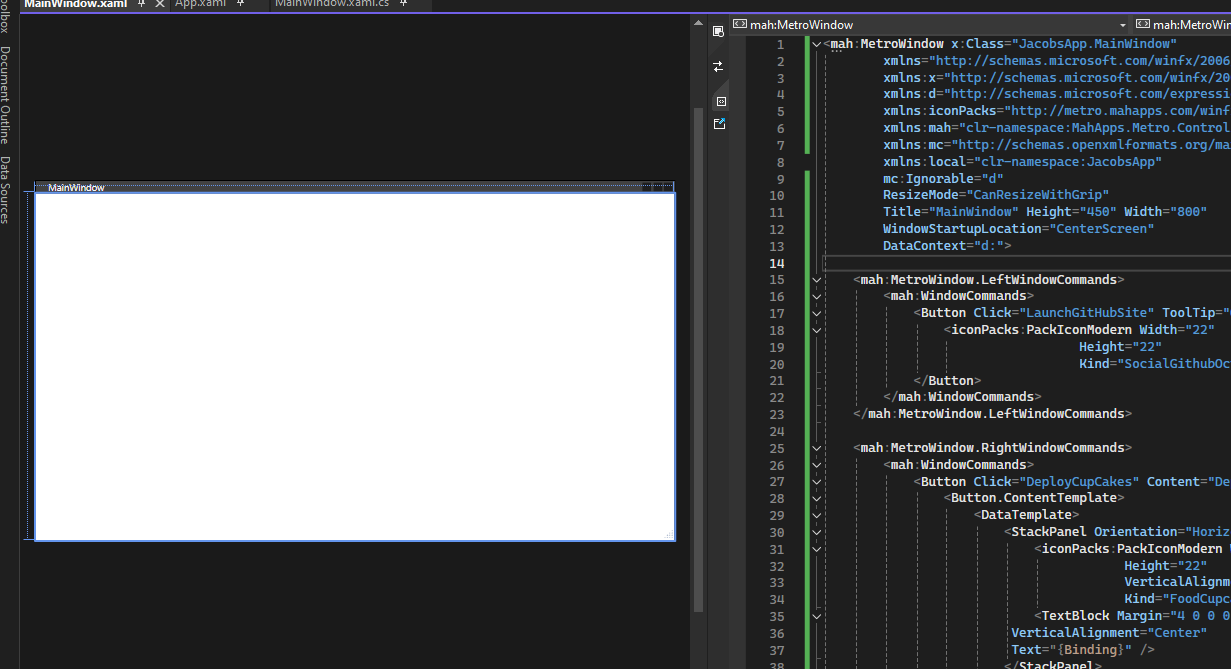 MainWindow.xaml App.xaml MainWindow.xaml.cs
Document Outline
Data Sources
MainWindow
mah:MetroWindow
1 <mah:MetroWindow x:Class="JacobsApp.MainWindow"
2 xmlns="http://schemas.microsoft.com/winfx/2006
3 xmlns:x="http://schemas.microsoft.com/winfx/20
4 xmlns:d="http://schemas.microsoft.com/expressi
5 xmlns:iconPacks="http://metro.mahapps.com/winf
6 xmlns:mah="clr-namespace:MahApps.Metro.Control
7 xmlns:mc="http://schemas.openxmlformats.org/ma
8 xmlns:local="clr-namespace:JacobsApp"
9 mc:Ignorable="d"
10 ResizeMode="CanResizeWithGrip"
11 Title="MainWindow" Height="450" Width="800"
12 WindowStartupLocation="CenterScreen"
13 DataContext="d:">
14
15 <mah:MetroWindow.LeftWindowCommands>
16 <mah:WindowCommands>
17 <Button Click="LaunchGitHubSite" ToolTip="
18 <iconPacks:PackIconModern Width="22"
19 Height="22"
20 Kind="SocialGithubOc
21 </Button>
22 </mah:WindowCommands>
23 </mah:MetroWindow.LeftWindowCommands>
24
25 <mah:MetroWindow.RightWindowCommands>
26 <mah:WindowCommands>
27 <Button Click="DeployCupCakes" Content="De
28 <Button.ContentTemplate>
29 <DataTemplate>
30 <StackPanel Orientation="Horiz
31 <iconPacks:PackIconModern
32 Height="22"
33 VerticalAlignm
34 Kind="FoodCupc
35 <TextBlock Margin="4 0 0 0
36 VerticalAlignment="Center"
37 Text="{Binding}" />
38 </StackPanel>